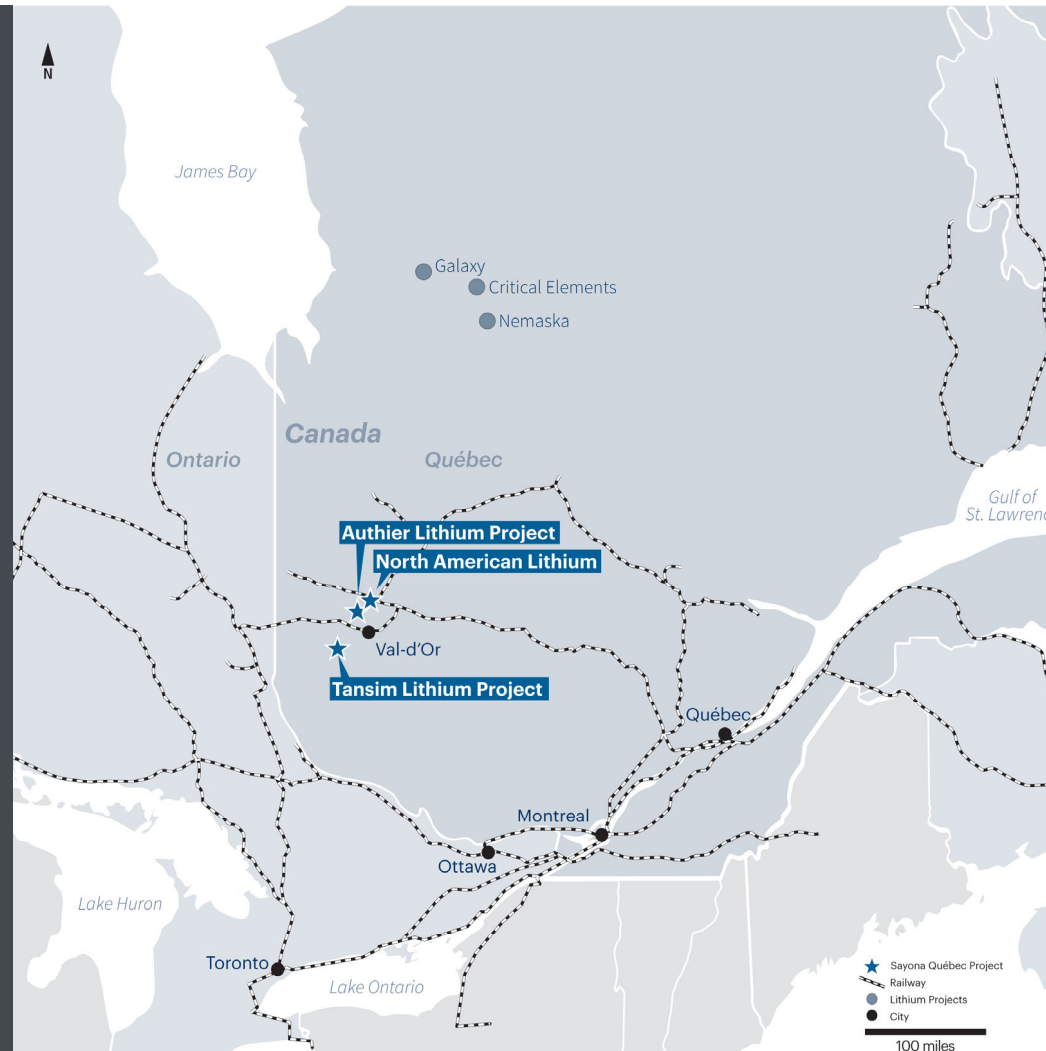 N
James Bay
Galaxy
Critical Elements
Nemaska
Canada
Ontario
Québec
Gulf of
St. Lawrenc
Authier Lithium Project
North American Lithium
Val-d’Or
Tansim Lithium Project
Québec
Montreal
Ottawa
Lake Huron
Toronto
Lake Ontario
Sayona Québec Project
Railway
Lithium Projects
City
100 miles